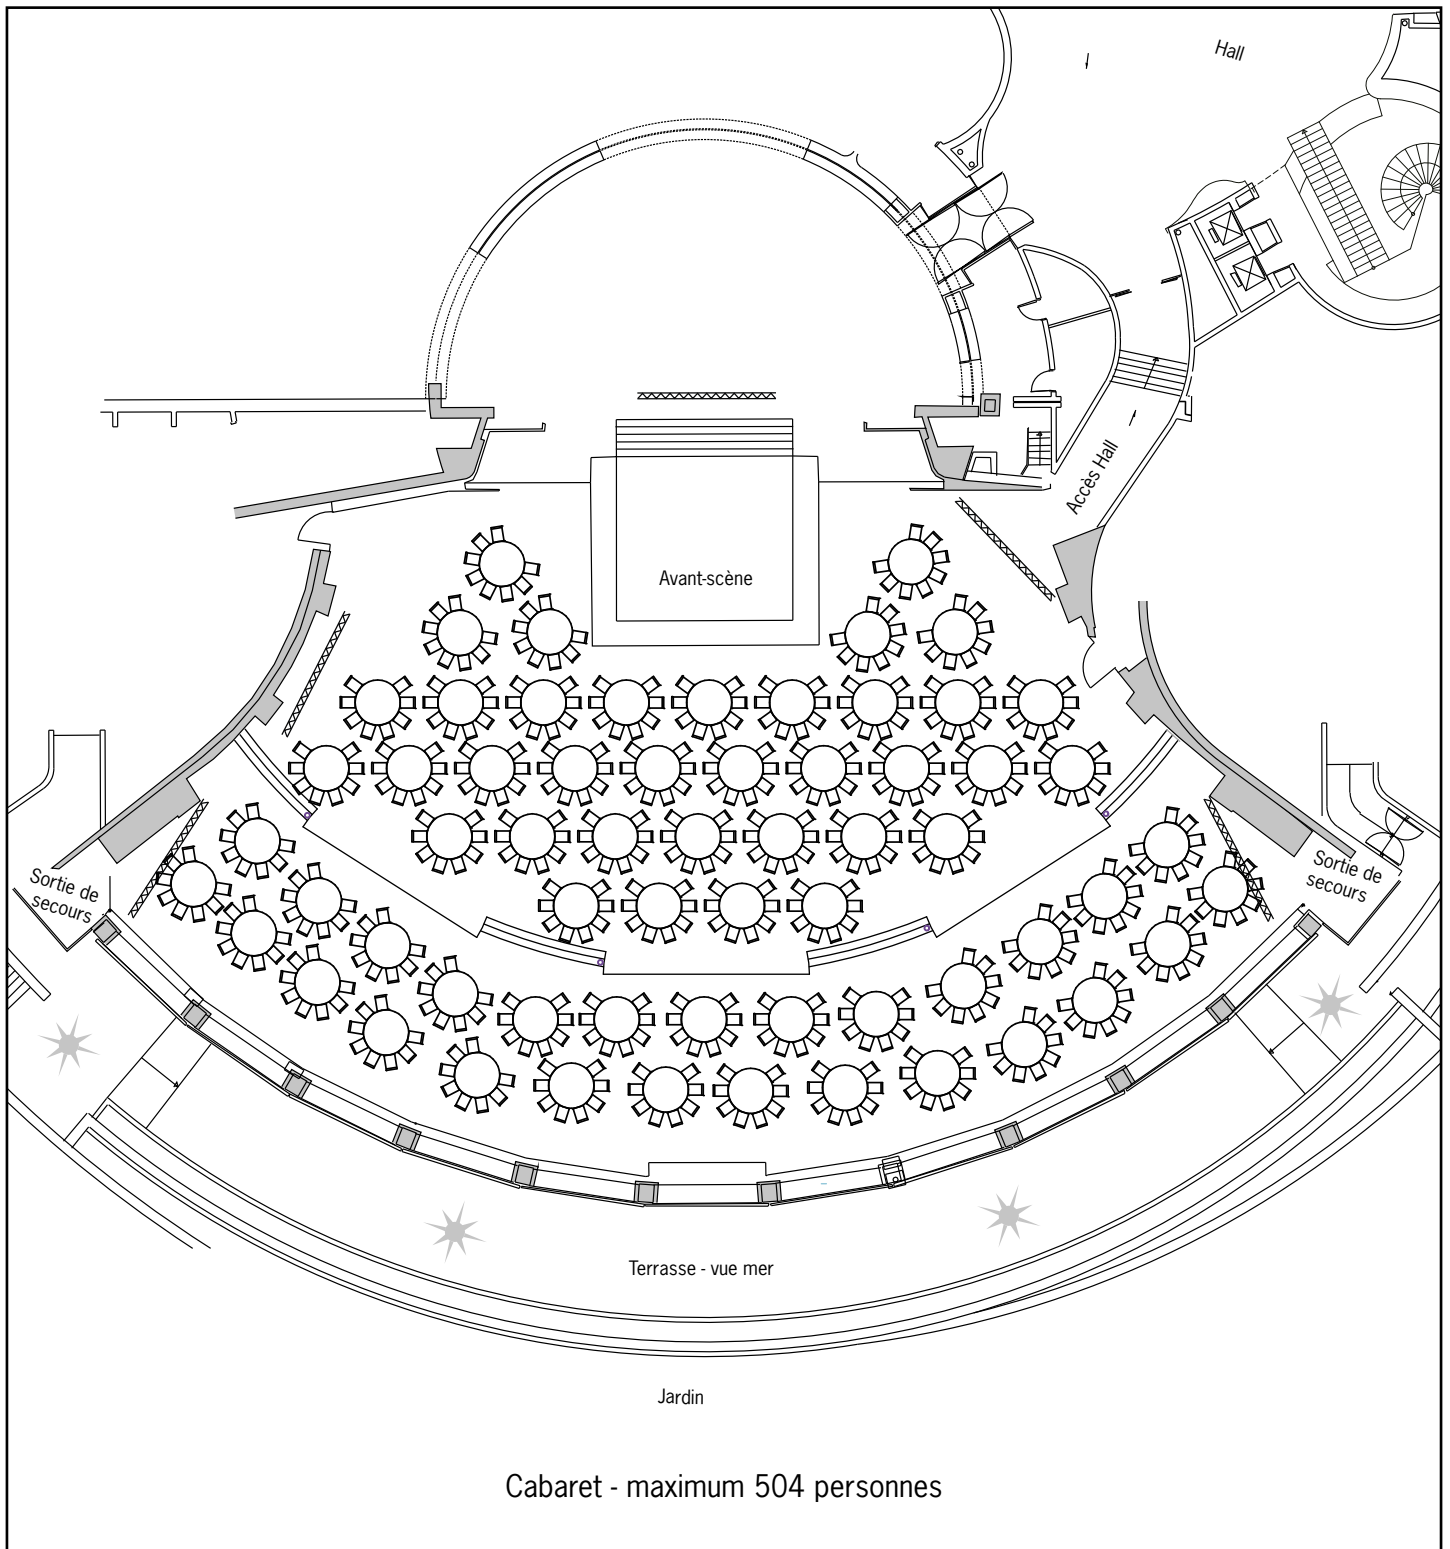 Hall
Accès Hall
Avant-scène
Sortie de
secours
Sortie de
secours
Terrasse - vue mer
Jardin
Cabaret - maximum 504 personnes